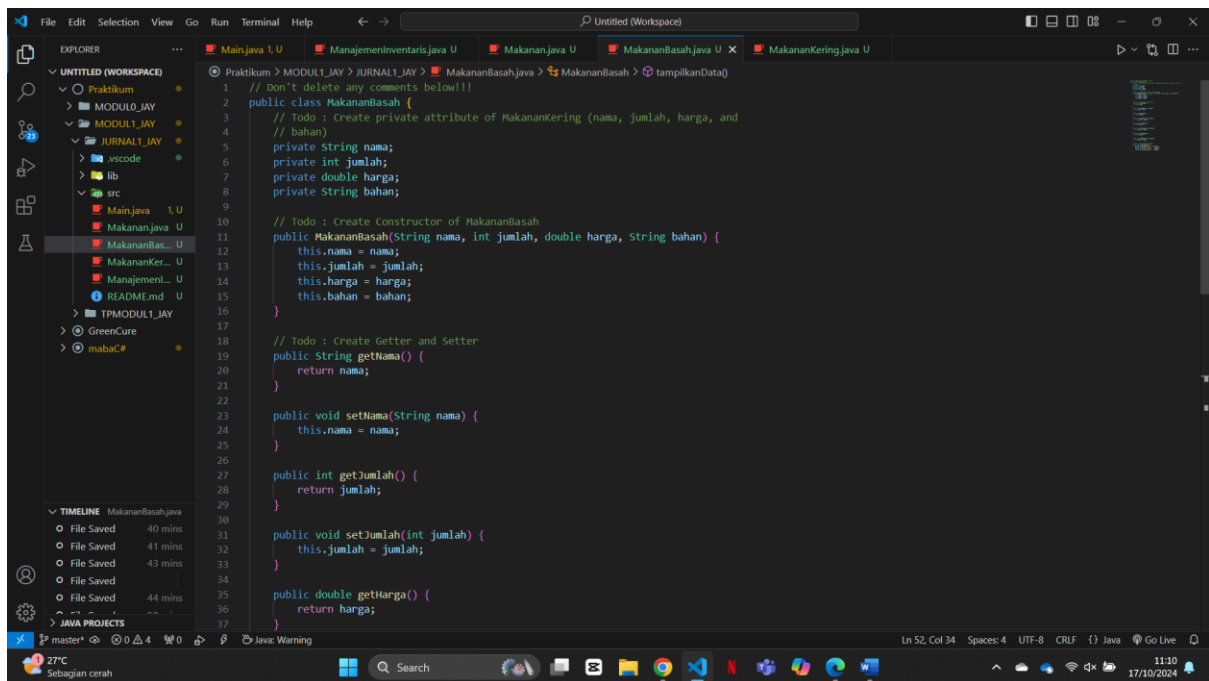 File Edit Selection View Go Run Terminal Help
Untitled (Workspace)
EXPLORER
Main.java 1, U
ManajemenInventaris.java U
Makanan.java U
MakananBasah.java U
MakananKering.java U
UNTITLED (WORKSPACE)
Praktikum
MODUL0_JAY
MODUL1_JAY
JURNAL1_JAY
.vscode
lib
src
Main.java 1, U
Makanan.java U
MakananBas... U
MakananKer... U
ManajemenI... U
README.md U
TPMODUL1_JAY
GreenCure
mabaC#
23
TIMELINE MakananBasah.java
File Saved 40 mins
File Saved 41 mins
File Saved 43 mins
File Saved
File Saved 44 mins
JAVA PROJECTS
Praktikum > MODUL1_JAY > JURNAL1_JAY > MakananBasah.java > MakananBasah > tampilkanData()
1 // Don't delete any comments below!!!
2 public class MakananBasah {
3 // Todo : Create private attribute of MakananKering (nama, jumlah, harga, and
4 // bahan)
5 private String nama;
6 private int jumlah;
7 private double harga;
8 private String bahan;
9
10 // Todo : Create Constructor of MakananBasah
11 public MakananBasah(String nama, int jumlah, double harga, String bahan) {
12 this.nama = nama;
13 this.jumlah = jumlah;
14 this.harga = harga;
15 this.bahan = bahan;
16 }
17
18 // Todo : Create Getter and Setter
19 public String getNama() {
20 return nama;
21 }
22
23 public void setNama(String nama) {
24 this.nama = nama;
25 }
26
27 public int getJumlah() {
28 return jumlah;
29 }
30
31 public void setJumlah(int jumlah) {
32 this.jumlah = jumlah;
33 }
34
35 public double getHarga() {
36 return harga;
37 }
master* 0 4 0 Java: Warning
Ln 52, Col 34 Spaces: 4 UTF-8 CRLF {} Java Go Live
1
27°C
Sebagian cerah
Search
11:10
17/10/2024